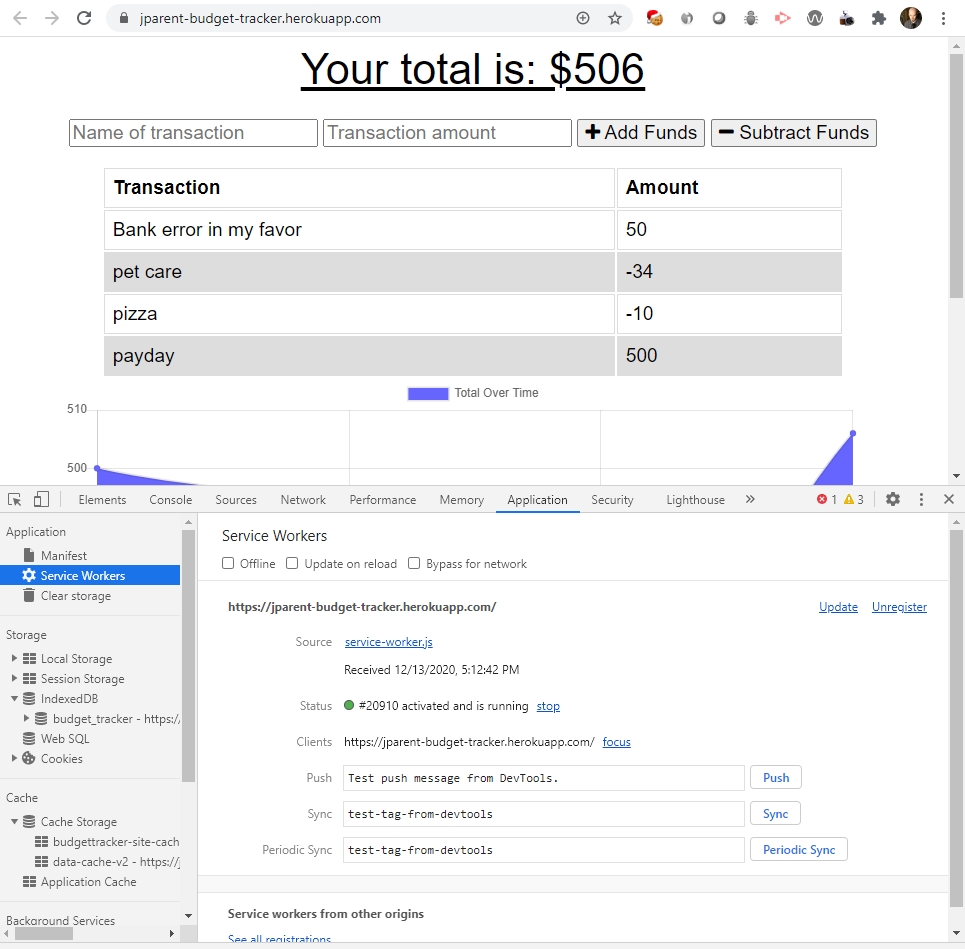 jparent-budget-tracker.herokuapp.com
Your total is: $506
Name of transaction Transaction amount Add Funds Subtract Funds
Transaction Amount
Bank error in my favor 50
pet care -34
pizza -10
payday 500
Total Over Time
510
500
Elements Console Sources Network Performance Memory Application Security Lighthouse » 1 3
Application
Manifest
Service Workers
Clear storage
Storage
Local Storage
Session Storage
IndexedDB
budget_tracker - https:/
Web SQL
Cookies
Cache
Cache Storage
budgettracker-site-cach
data-cache-v2 - https://j
Application Cache
Background Services
Service Workers
Offline Update on reload Bypass for network
https://jparent-budget-tracker.herokuapp.com/ Update Unregister
Source service-worker.js
Received 12/13/2020, 5:12:42 PM
Status #20910 activated and is running stop
Clients https://jparent-budget-tracker.herokuapp.com/ focus
Push Test push message from DevTools. Push
Sync test-tag-from-devtools Sync
Periodic Sync test-tag-from-devtools Periodic Sync
Service workers from other origins
See all registrations